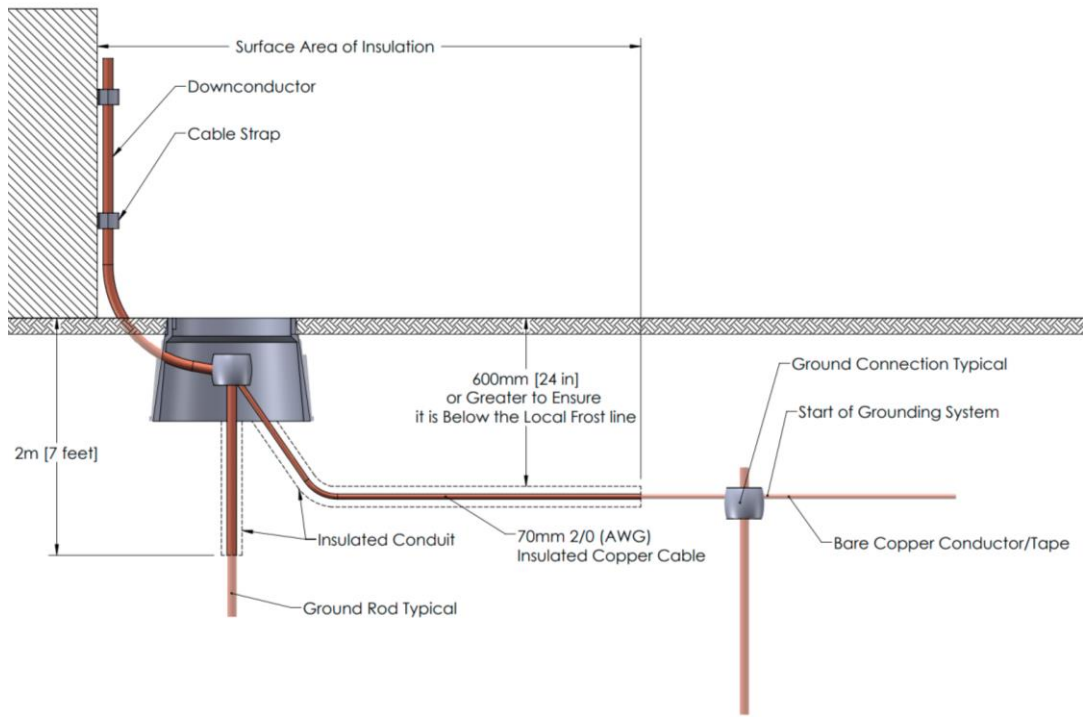 Surface Area of Insulation
Downconductor
Cable Strap
600mm [24 in]
or Greater to Ensure
it is Below the Local Frost line
Ground Connection Typical
Start of Grounding System
2m [7 feet]
Insulated Conduit
70mm 2/0 (AWG)
Insulated Copper Cable
Bare Copper Conductor/Tape
Ground Rod Typical